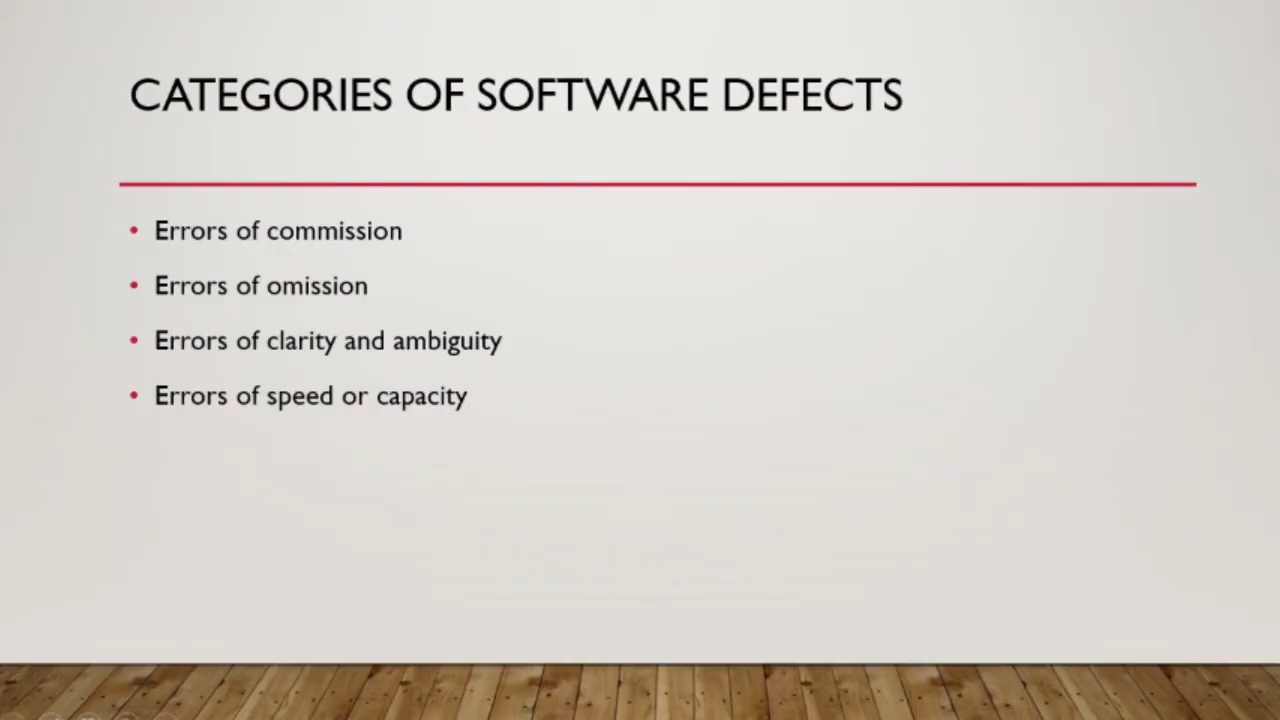 CATEGORIES OF SOFTWARE DEFECTS
• Errors of commission
• Errors of omission
• Errors of clarity and ambiguity
• Errors of speed or capacity